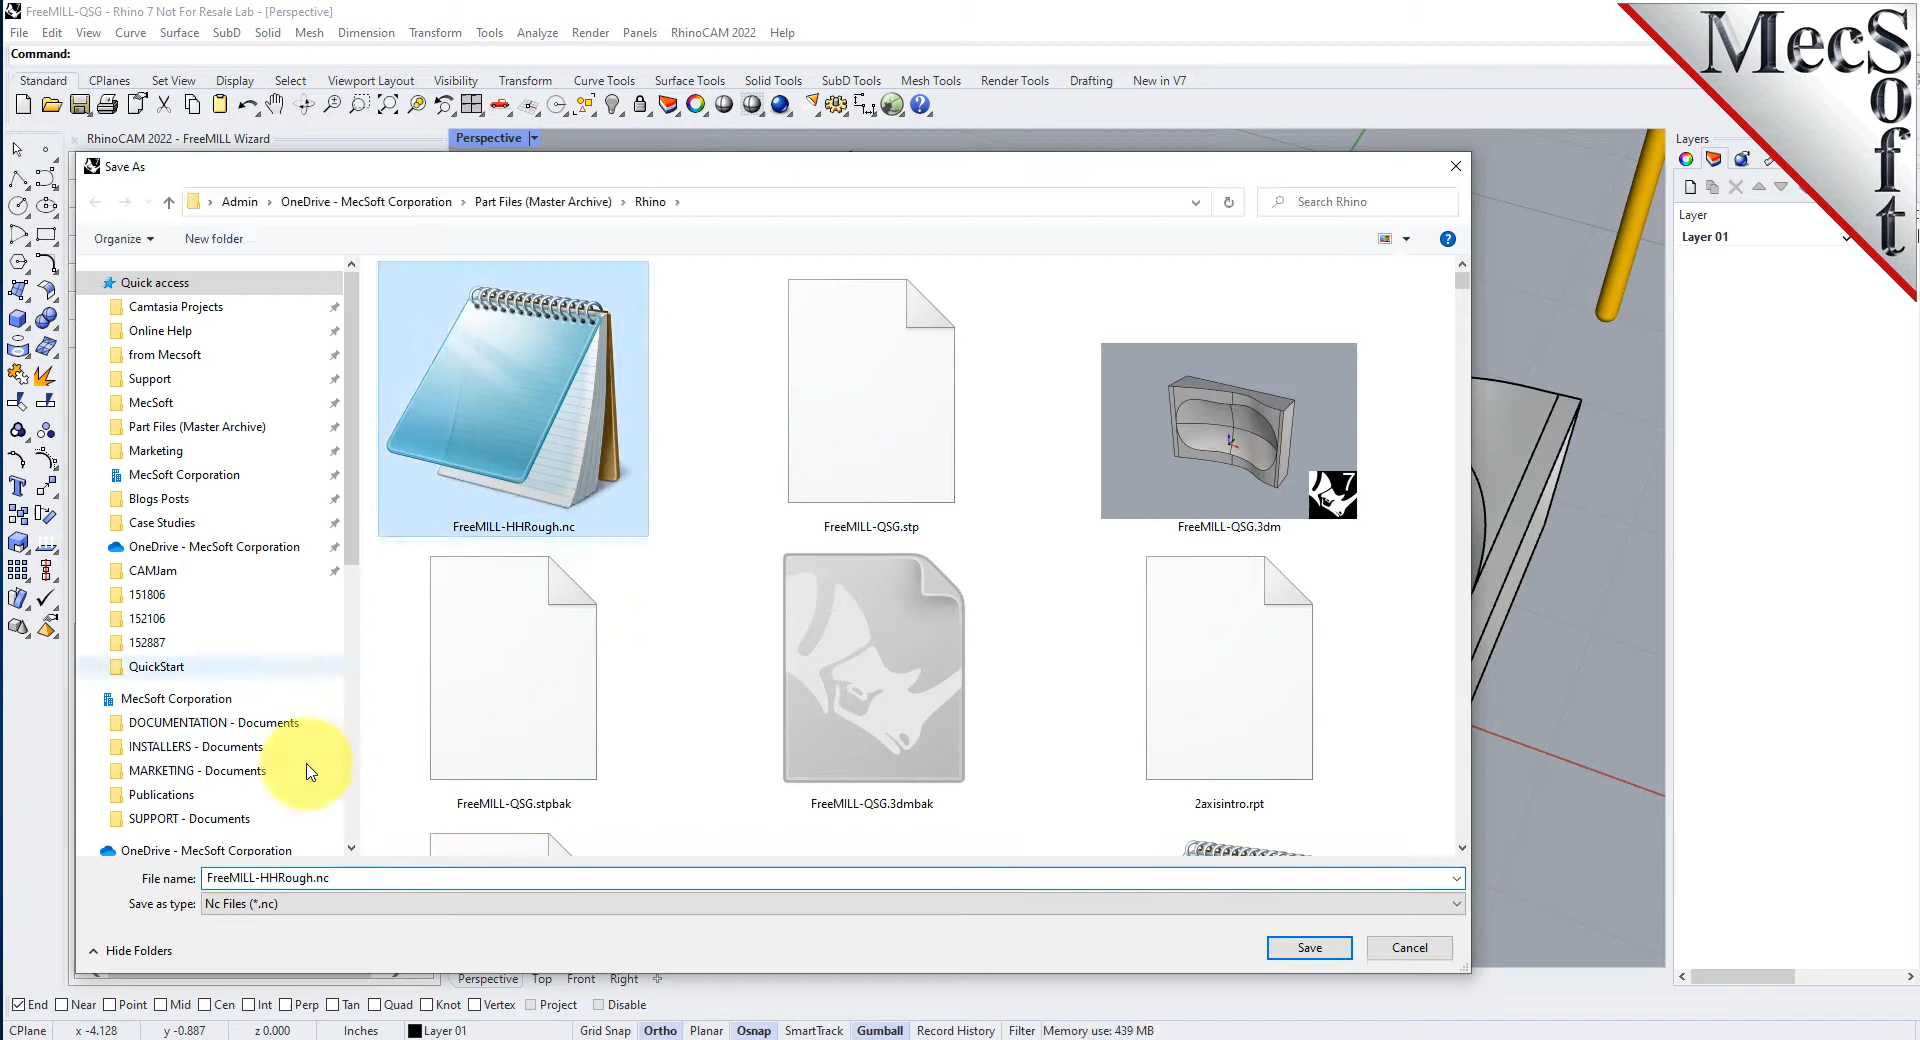 FreeMILL-QSG - Rhino 7 Not For Resale Lab - [Perspective]
File Edit View Curve Surface SubD Solid Mesh Dimension Transform Tools Analyze Render Panels RhinoCAM 2022 Help
Command:
Standard CPlanes Set View Display Select Viewport Layout Visibility Transform Curve Tools Surface Tools Solid Tools SubD Tools Mesh Tools Render Tools Drafting New in V7
MecSoft
RhinoCAM 2022 - FreeMILL Wizard
Perspective
Layers
Save As
Admin OneDrive - MecSoft Corporation Part Files (Master Archive) Rhino
Search Rhino
Organize New folder
Layer
Layer 01
Quick access
Camtasia Projects
Online Help
from Mecsoft
Support
MecSoft
Part Files (Master Archive)
Marketing
MecSoft Corporation
Blogs Posts
Case Studies
OneDrive - MecSoft Corporation
CAMJam
151806
152106
152887
QuickStart
MecSoft Corporation
DOCUMENTATION - Documents
INSTALLERS - Documents
MARKETING - Documents
Publications
SUPPORT - Documents
OneDrive - MecSoft Corporation
7
FreeMILL-HHRough.nc FreeMILL-QSG.stp FreeMILL-QSG.3dm
FreeMILL-QSG.stpbak FreeMILL-QSG.3dmbak 2axisintro.rpt
File name: FreeMILL-HHRough.nc
Save as type: Nc Files (*.nc)
Hide Folders
Save Cancel
Perspective Top Front Right
End Near Point Mid Cen Int Perp Tan Quad Knot Vertex Project Disable
CPlane x -4.128 y -0.887 z 0.000 Inches Layer 01 Grid Snap Ortho Planar Osnap SmartTrack Gumball Record History Filter Memory use: 439 MB